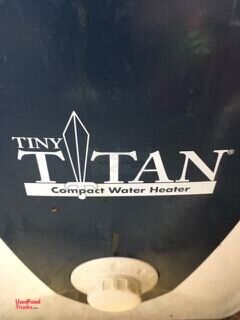 TINY
TITAN®
Compact Water Heater
UsedFood
Trucks.com